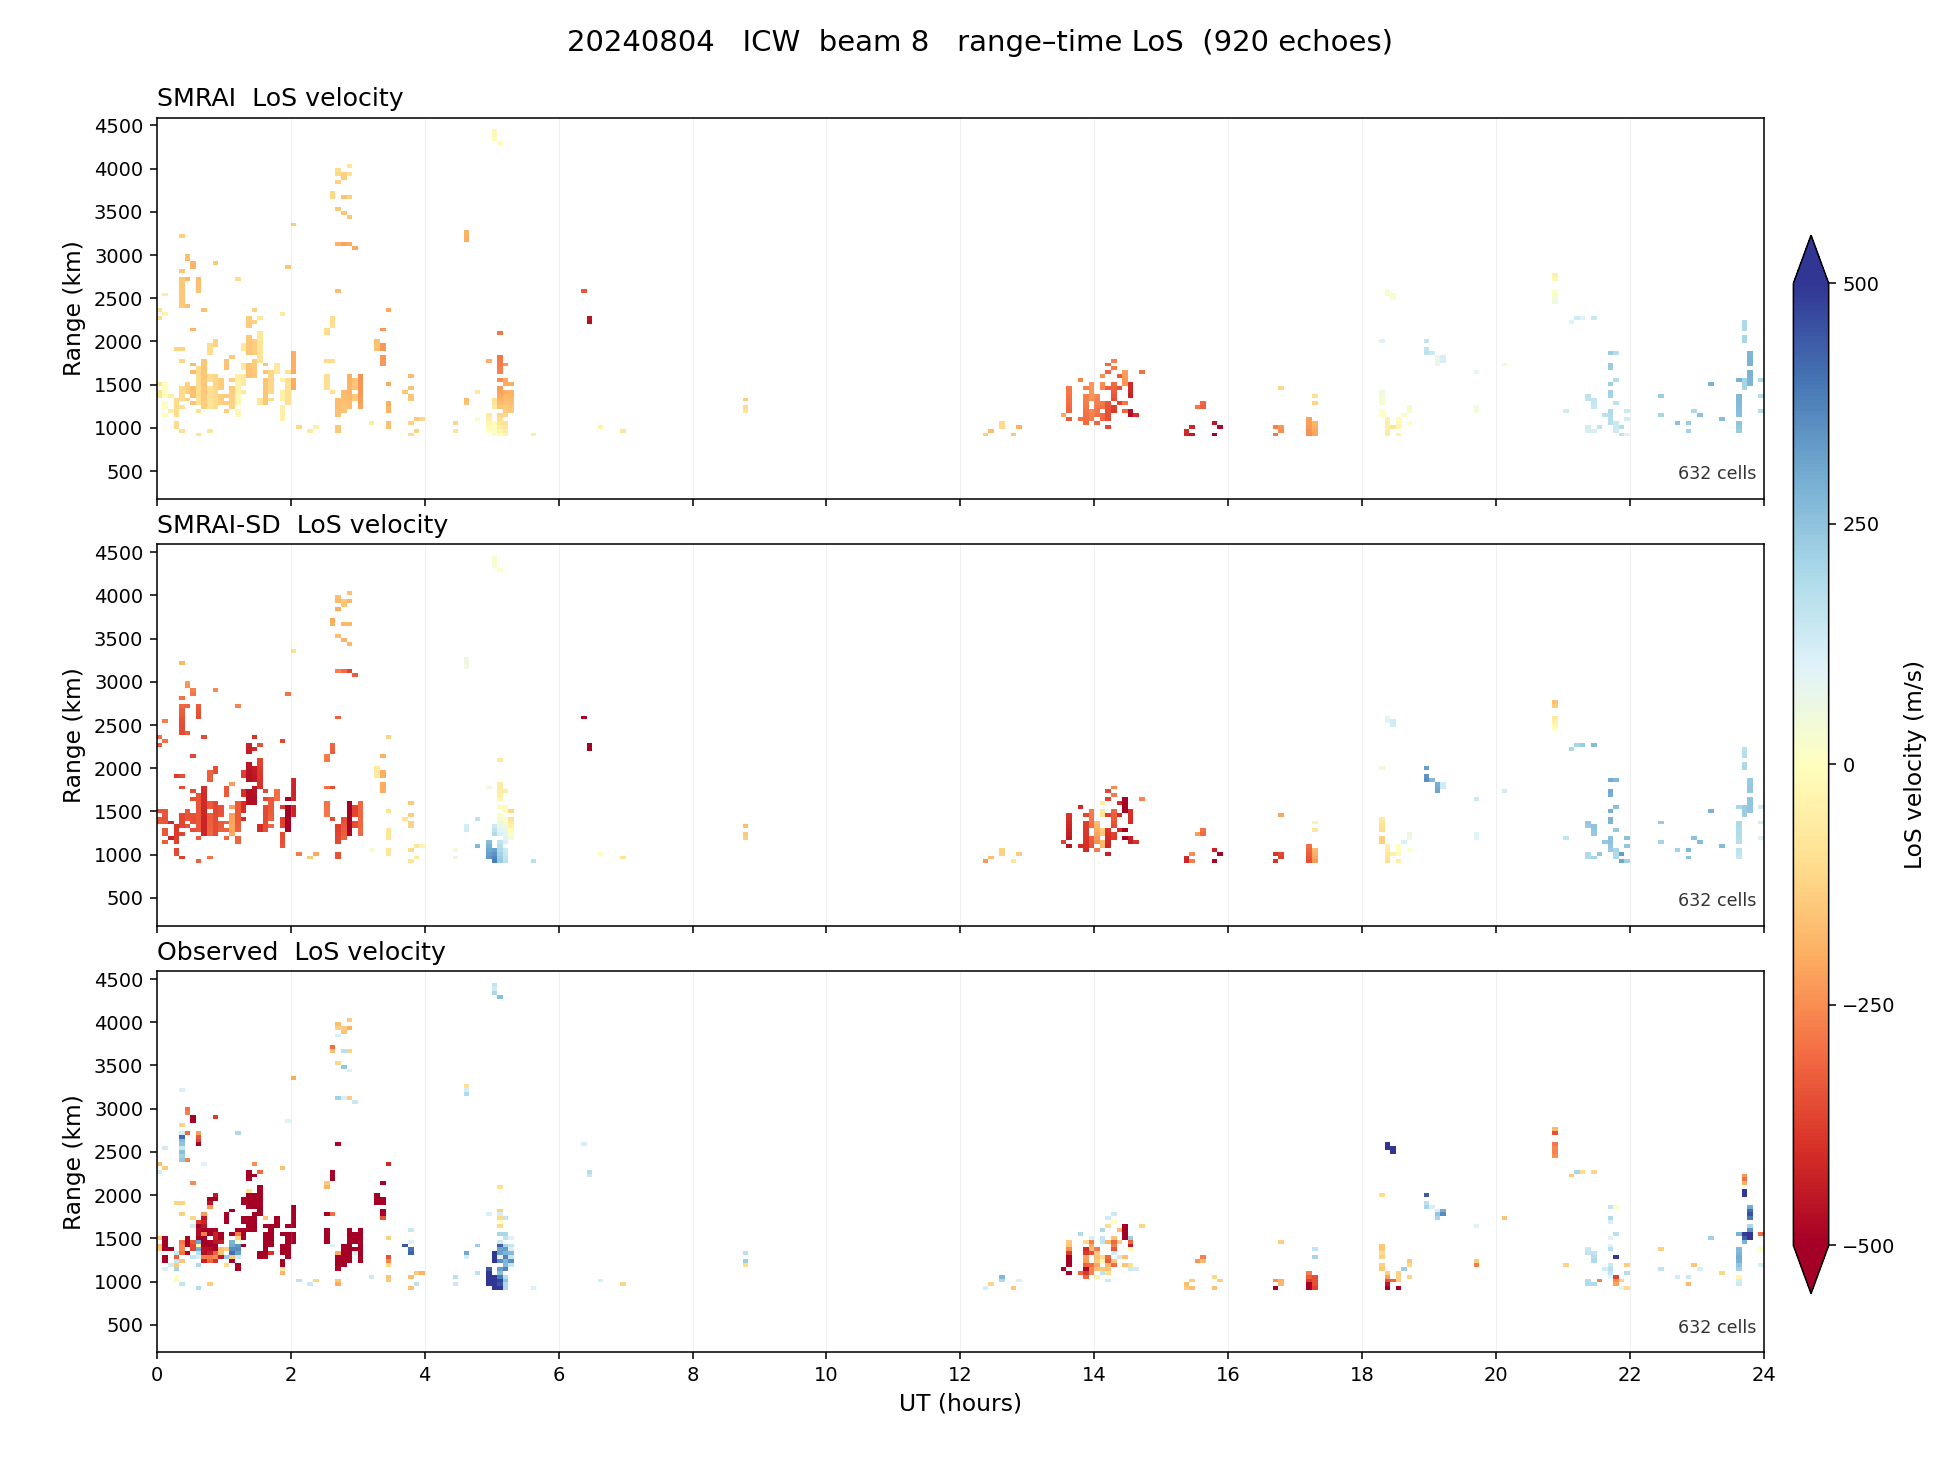 20240804   ICW  beam 8   range–time LoS  (920 echoes)
SMRAI  LoS velocity
4500
4000
3500
3000
2500
2000
1500
1000
500
Range (km)
632 cells
SMRAI-SD  LoS velocity
4500
4000
3500
3000
2500
2000
1500
1000
500
Range (km)
632 cells
Observed  LoS velocity
4500
4000
3500
3000
2500
2000
1500
1000
500
Range (km)
632 cells
0 2 4 6 8 10 12 14 16 18 20 22 24
UT (hours)
500
250
0
−250
−500
LoS velocity (m/s)